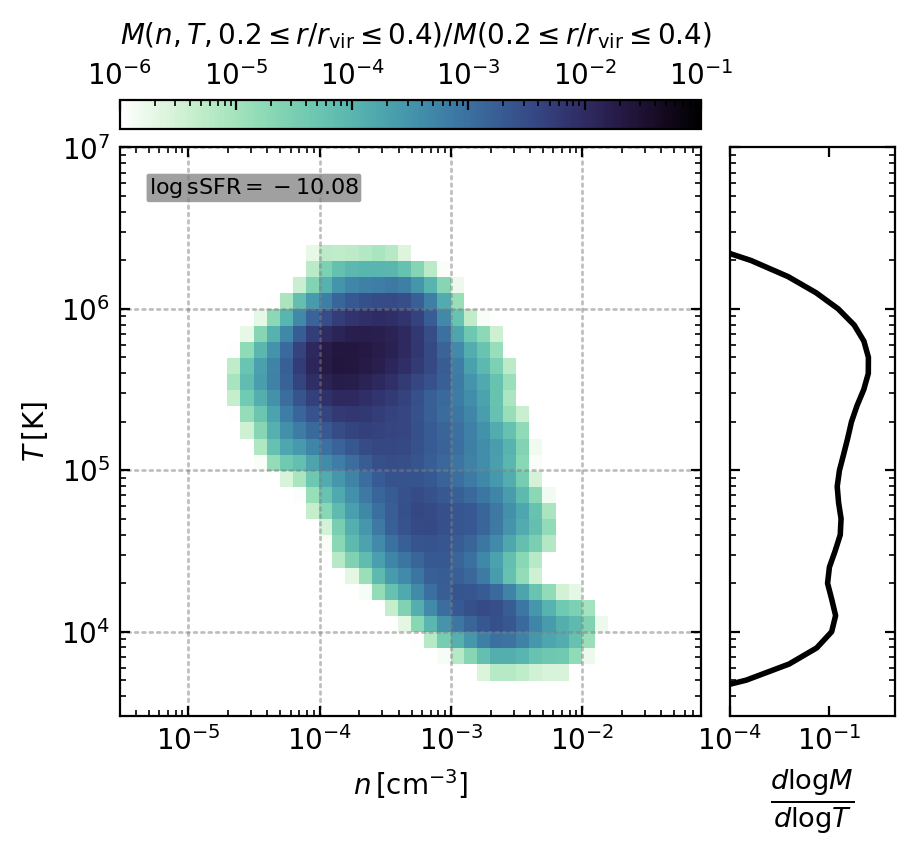 M(n, T, 0.2 ≤ r/r_vir ≤ 0.4)/M(0.2 ≤ r/r_vir ≤ 0.4)
10^−6 10^−5 10^−4 10^−3 10^−2 10^−1
log sSFR = −10.08
10^7
10^6
10^5
10^4
T [K]
10^−5 10^−4 10^−3 10^−2 10^−4 10^−1
n [cm^−3]
dlogM
dlogT